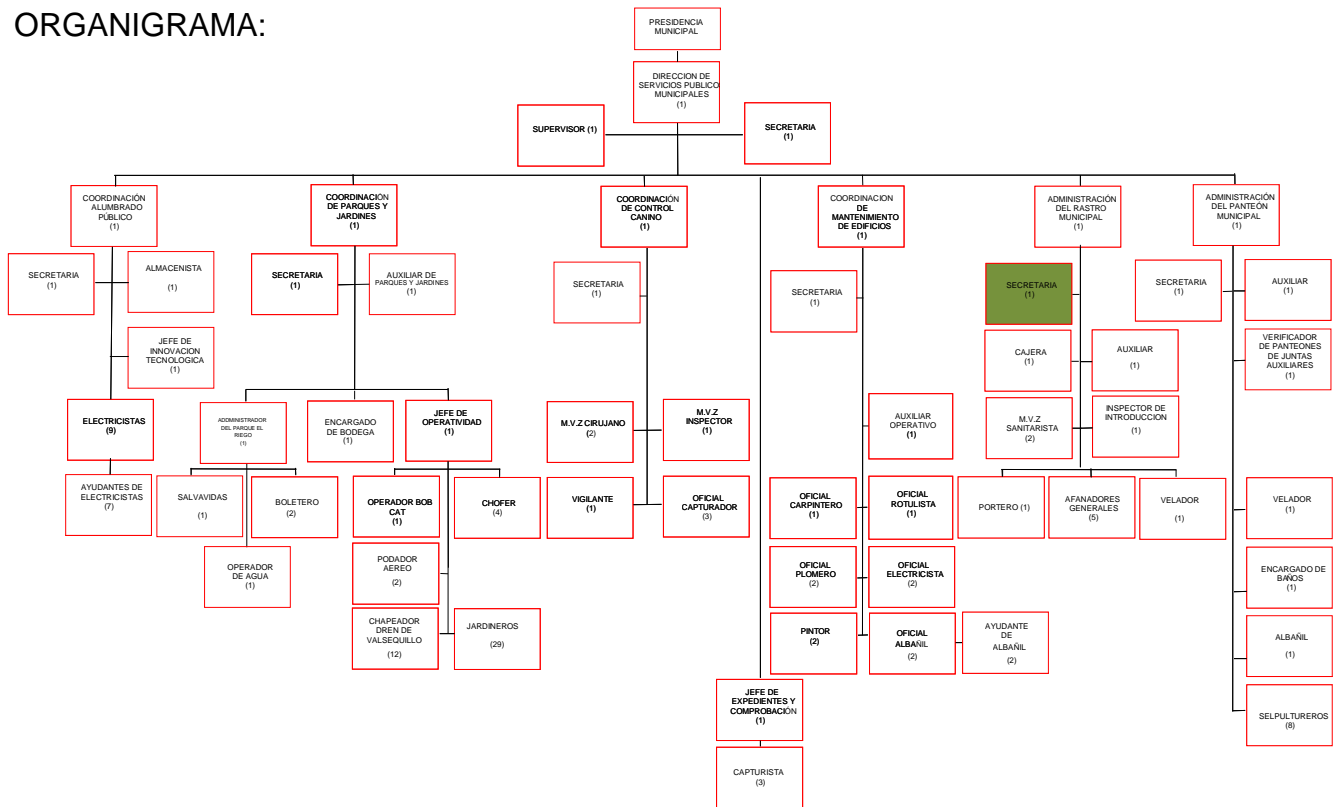 ORGANIGRAMA:
PRESIDENCIA
MUNICIPAL
DIRECCION DE
SERVICIOS PUBLICO
MUNICIPALES
(1)
SUPERVISOR (1)
SECRETARIA
(1)
COORDINACIÓN
ALUMBRADO
PÚBLICO
(1)
SECRETARIA
(1)
ALMACENISTA
(1)
JEFE DE
INNOVACION
TECNOLOGICA
(1)
ELECTRICISTAS
(9)
AYUDANTES DE
ELECTRICISTAS
(7)
COORDINACIÓN
DE PARQUES Y
JARDINES
(1)
SECRETARIA
(1)
AUXILIAR DE
PARQUES Y JARDINES
(1)
ADDMINISTRADOR
DEL PARQUE EL
RIEGO
(1)
ENCARGADO
DE BODEGA
(1)
JEFE DE
OPERATIVIDAD
(1)
SALVAVIDAS
(1)
BOLETERO
(2)
OPERADOR
DE AGUA
(1)
OPERADOR BOB
CAT
(1)
CHOFER
(4)
PODADOR
AEREO
(2)
CHAPEADOR
DREN DE
VALSEQUILLO
(12)
JARDINEROS
(29)
COORDINACIÓN
DE CONTROL
CANINO
(1)
SECRETARIA
(1)
M.V.Z CIRUJANO
(2)
M.V.Z
INSPECTOR
(1)
VIGILANTE
(1)
OFICIAL
CAPTURADOR
(3)
JEFE DE
EXPEDIENTES Y
COMPROBACIÓN
(1)
CAPTURISTA
(3)
COORDINACION
DE
MANTENIMIENTO
DE EDIFICIOS
(1)
SECRETARIA
(1)
AUXILIAR
OPERATIVO
(1)
OFICIAL
CARPINTERO
(1)
OFICIAL
ROTULISTA
(1)
OFICIAL
PLOMERO
(2)
OFICIAL
ELECTRICISTA
(2)
PINTOR
(2)
OFICIAL
ALBAÑIL
(2)
AYUDANTE
DE
ALBAÑIL
(2)
ADMINISTRACIÓN
DEL RASTRO
MUNICIPAL
(1)
SECRETARIA
(1)
CAJERA
(1)
AUXILIAR
(1)
M.V.Z
SANITARISTA
(2)
INSPECTOR DE
INTRODUCCION
(1)
PORTERO (1)
AFANADORES
GENERALES
(5)
VELADOR
(1)
ADMINISTRACIÓN
DEL PANTEÓN
MUNICIPAL
(1)
SECRETARIA
(1)
AUXILIAR
(1)
VERIFICADOR
DE PANTEONES
DE JUNTAS
AUXILIARES
(1)
VELADOR
(1)
ENCARGADO DE
BAÑOS
(1)
ALBAÑIL
(1)
SELPULTUREROS
(8)